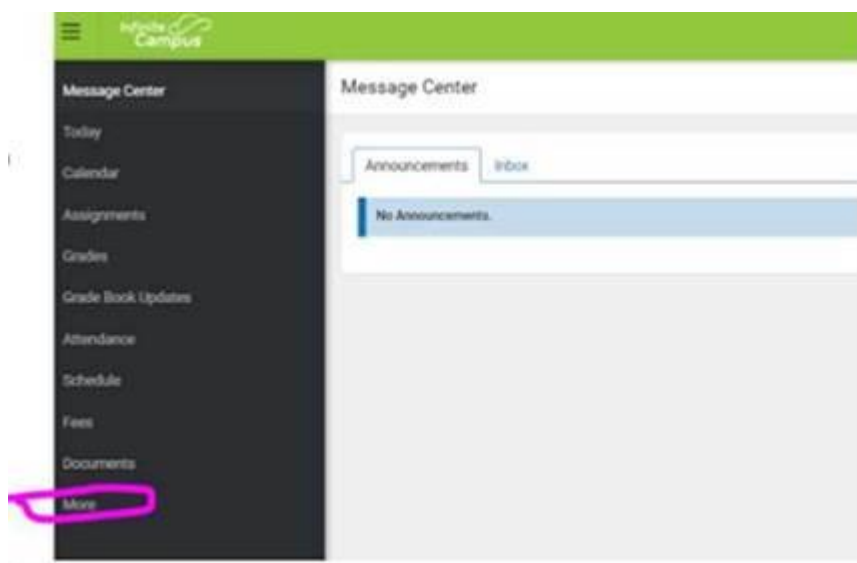 Infinite
Campus
Message Center
Message Center
Today
Calendar
Announcements Inbox
Assignments
No Announcements.
Grades
Grade Book Updates
Attendance
Schedule
Fees
Documents
More